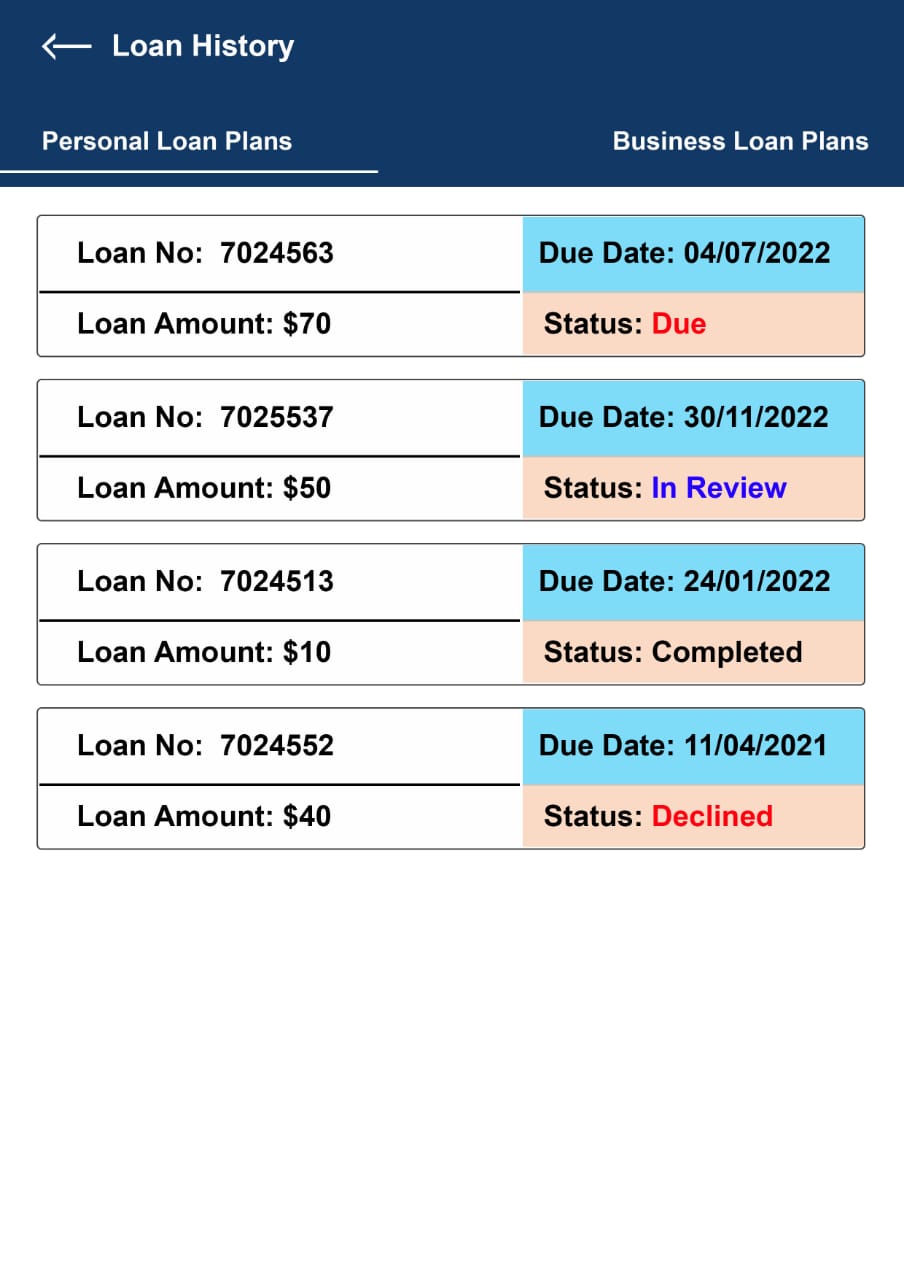 Loan History
Personal Loan Plans Business Loan Plans
Loan No: 7024563 Due Date: 04/07/2022
Loan Amount: $70 Status: Due
Loan No: 7025537 Due Date: 30/11/2022
Loan Amount: $50 Status: In Review
Loan No: 7024513 Due Date: 24/01/2022
Loan Amount: $10 Status: Completed
Loan No: 7024552 Due Date: 11/04/2021
Loan Amount: $40 Status: Declined